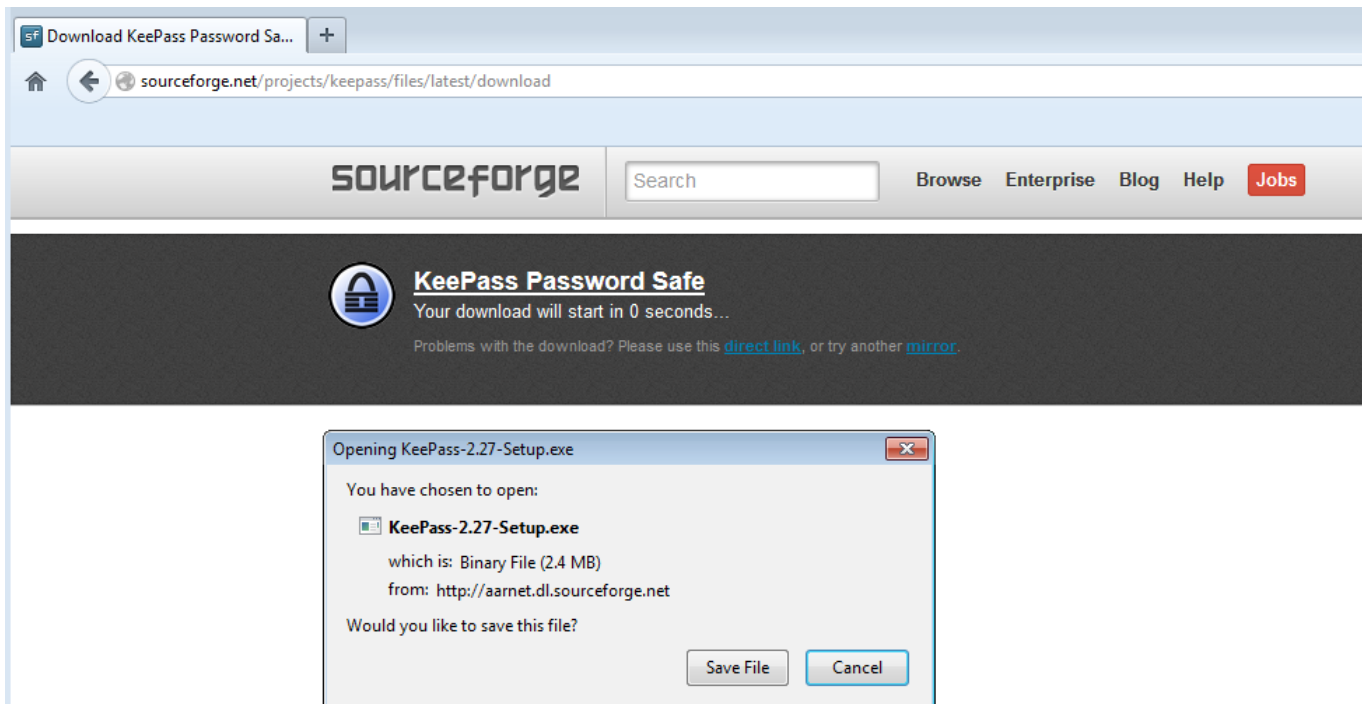 sf Download KeePass Password Sa... +
sourceforge.net/projects/keepass/files/latest/download
sourceforge Search Browse Enterprise Blog Help Jobs
KeePass Password Safe
Your download will start in 0 seconds...
Problems with the download? Please use this direct link, or try another mirror.
Opening KeePass-2.27-Setup.exe
You have chosen to open:
KeePass-2.27-Setup.exe
which is: Binary File (2.4 MB)
from: http://aarnet.dl.sourceforge.net
Would you like to save this file?
Save File Cancel